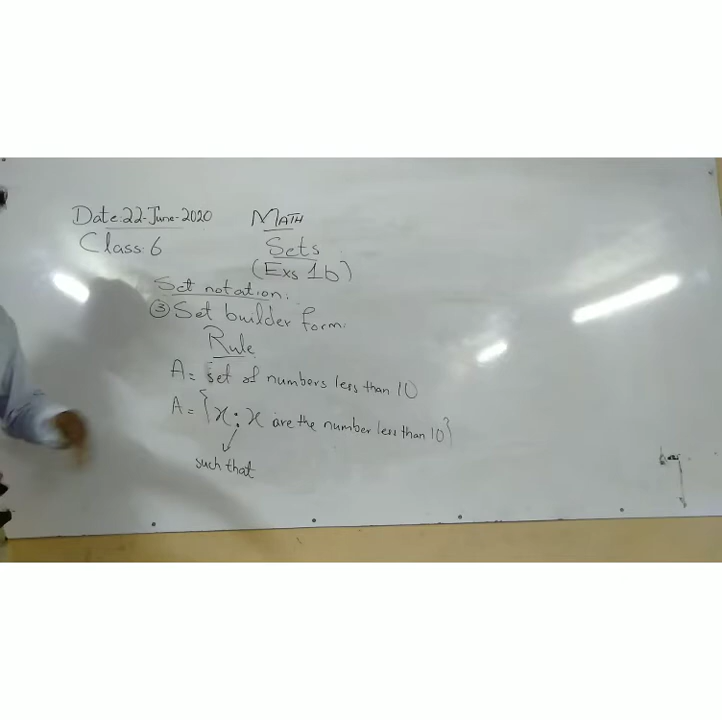 Date:22-June-2020
MATH
Class:6
Sets
(Exs 1b)
Set notation.
③ Set builder form.
Rule
A = set of numbers less than 10
A = {x : x are the number less than 10}
such that